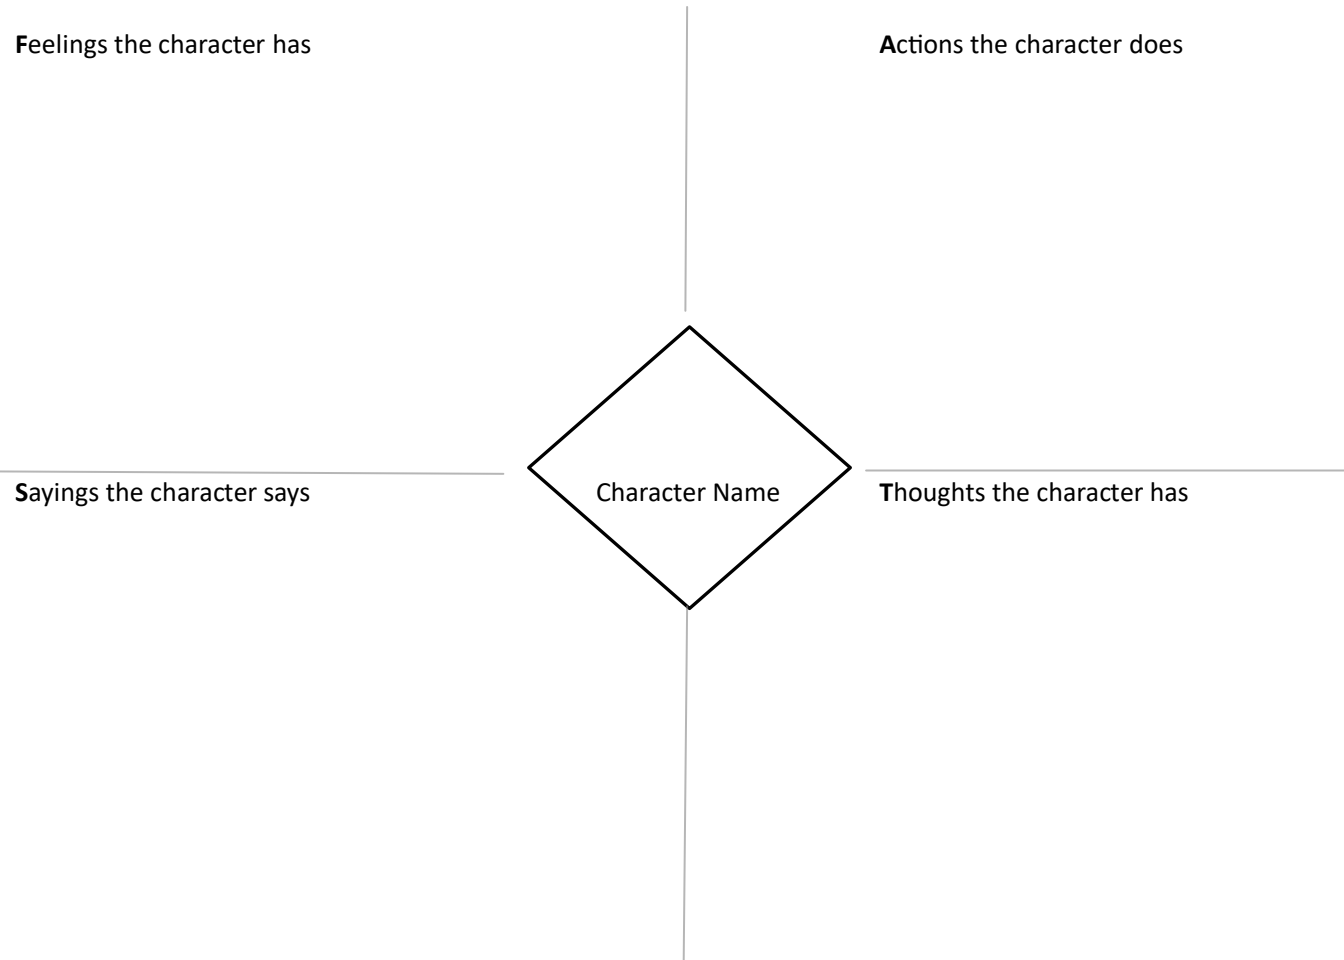 Feelings the character has
Actions the character does
Character Name
Sayings the character says
Thoughts the character has